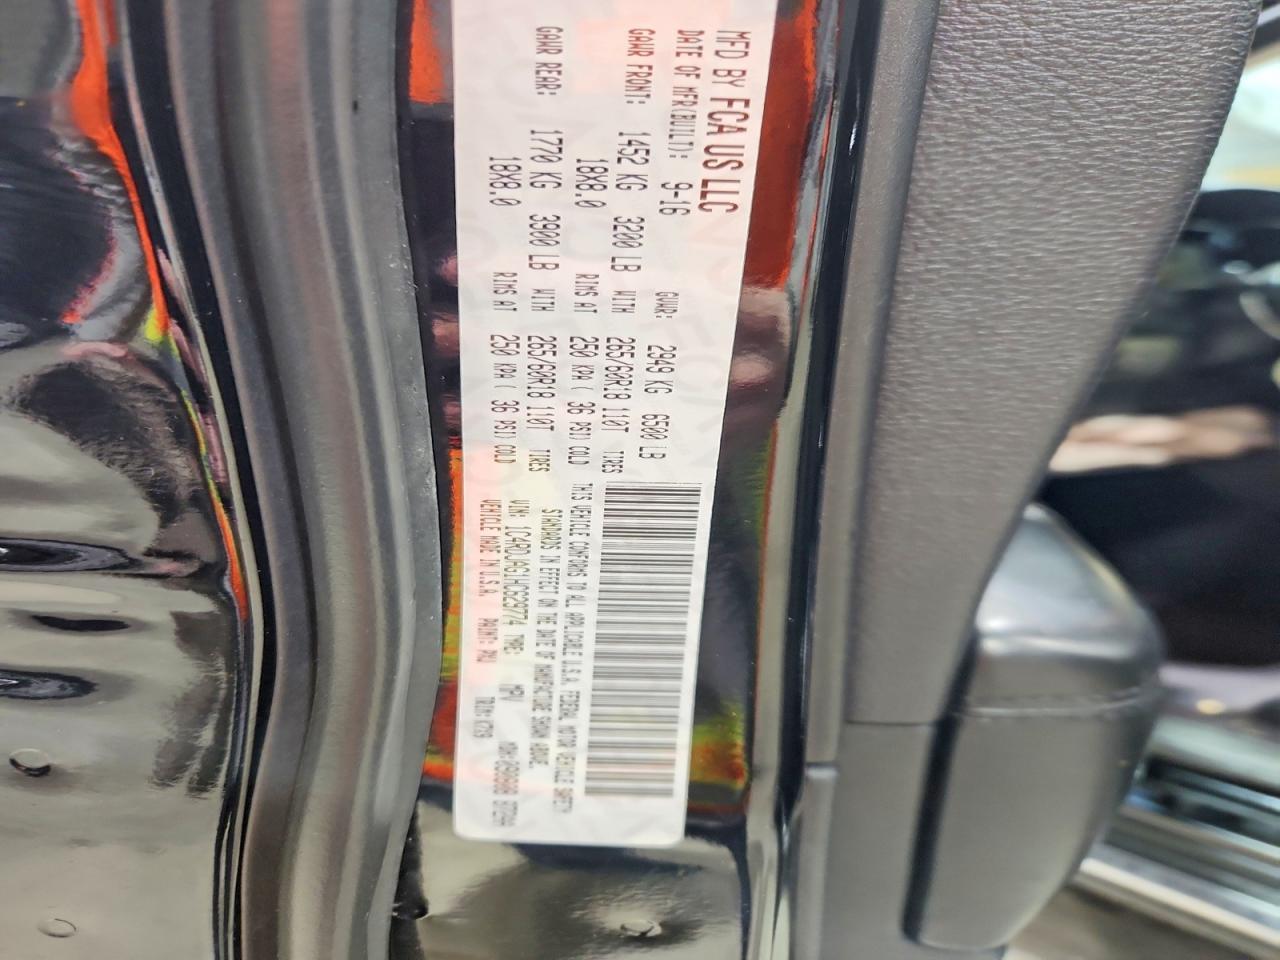 MFD BY FCA US LLC
DATE OF MFR(BUILT): 9-16 GVWR: 2949 KG 6500 LB
GAWR FRONT: 1452 KG 3200 LB WITH 265/60R18 110T TIRES
18X8.0 RIMS AT 250 KPA ( 36 PSI) COLD
GAWR REAR: 1770 KG 3900 LB WITH 265/60R18 110T TIRES
18X8.0 RIMS AT 250 KPA ( 36 PSI) COLD
THIS VEHICLE CONFORMS TO ALL APPLICABLE U.S.A. FEDERAL MOTOR VEHICLE SAFETY
STANDARDS IN EFFECT ON THE DATE OF MANUFACTURE SHOWN ABOVE.
VIN: 1C4RDJAG1HC629774 TYPE: MPV
VEHICLE MADE IN U.S.A. PAINT: TRIM: